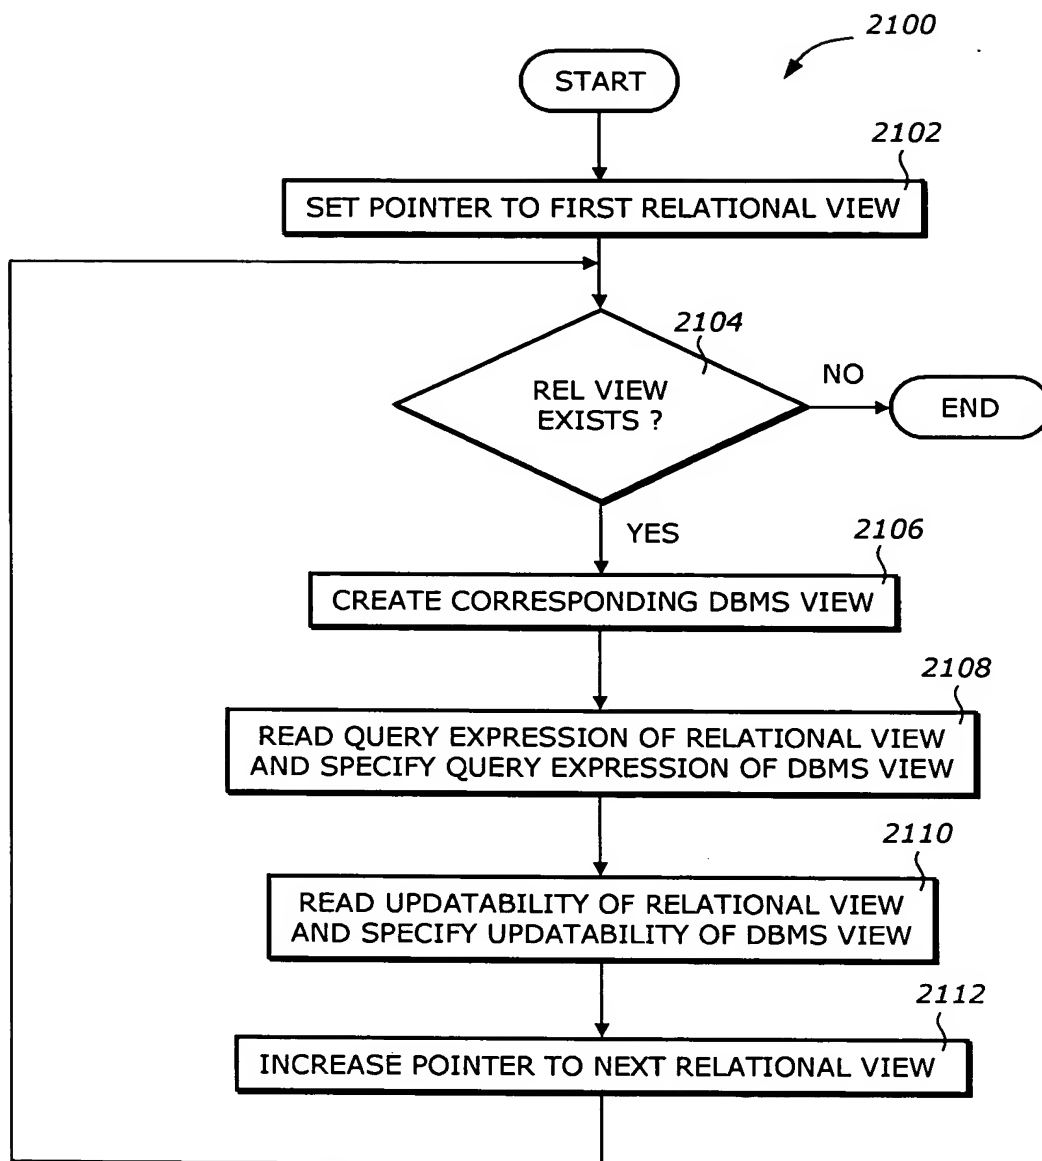 2100
START
2102
SET POINTER TO FIRST RELATIONAL VIEW
2104
REL VIEW
EXISTS ?
NO
END
YES
2106
CREATE CORRESPONDING DBMS VIEW
2108
READ QUERY EXPRESSION OF RELATIONAL VIEW
AND SPECIFY QUERY EXPRESSION OF DBMS VIEW
2110
READ UPDATABILITY OF RELATIONAL VIEW
AND SPECIFY UPDATABILITY OF DBMS VIEW
2112
INCREASE POINTER TO NEXT RELATIONAL VIEW